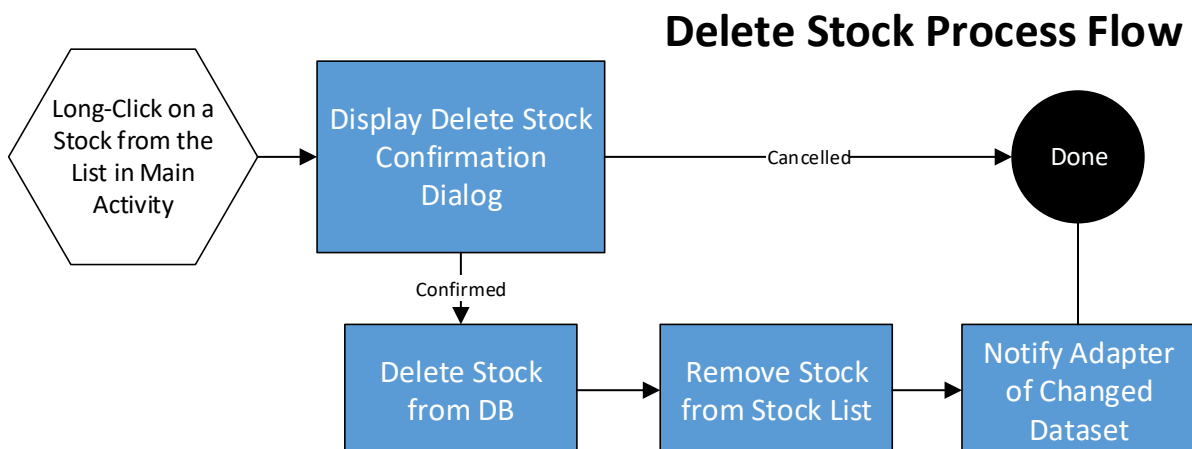 Delete Stock Process Flow
Long-Click on a
Stock from the
List in Main
Activity
Display Delete Stock
Confirmation
Dialog
Cancelled
Done
Confirmed
Delete Stock
from DB
Remove Stock
from Stock List
Notify Adapter
of Changed
Dataset